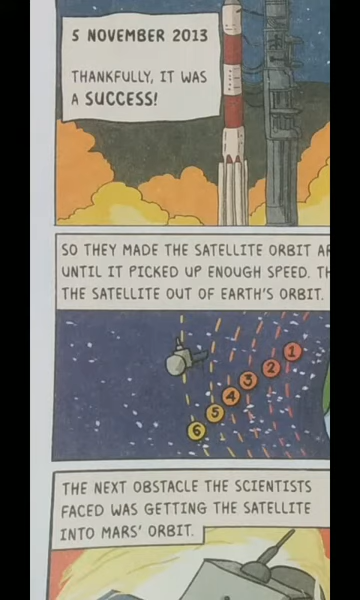 5 NOVEMBER 2013
THANKFULLY, IT WAS
A SUCCESS!
SO THEY MADE THE SATELLITE ORBIT
UNTIL IT PICKED UP ENOUGH SPEED.
THE SATELLITE OUT OF EARTH'S ORBIT.
1
2
3
4
5
6
THE NEXT OBSTACLE THE SCIENTISTS
FACED WAS GETTING THE SATELLITE
INTO MARS' ORBIT.